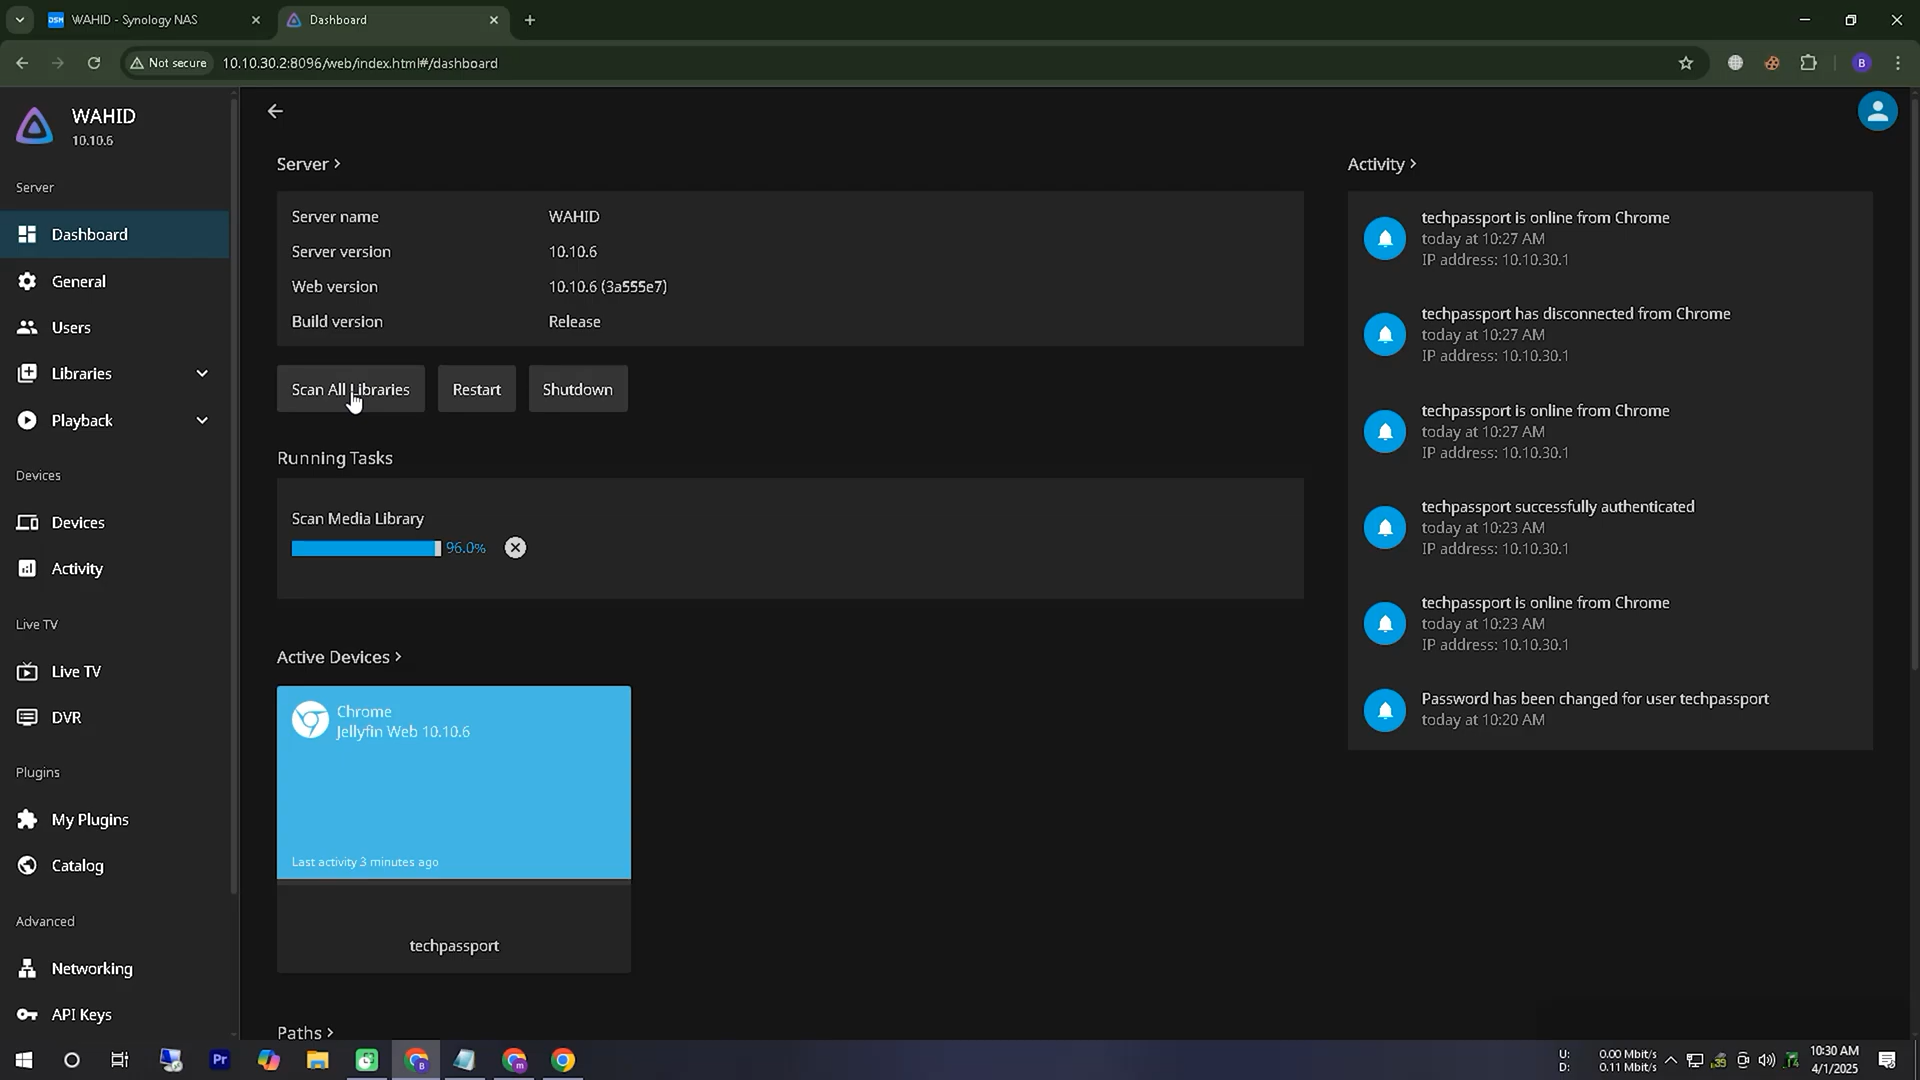 WAHID - Synology NAS
Dashboard
Not secure
10.10.30.2:8096/web/index.html#/dashboard
B
WAHID
10.10.6
Server
Dashboard
General
Users
Libraries
Playback
Devices
Devices
Activity
Live TV
Live TV
DVR
Plugins
My Plugins
Catalog
Advanced
Networking
API Keys
Server
Server name WAHID
Server version 10.10.6
Web version 10.10.6 (3a555e7)
Build version Release
Scan All Libraries Restart Shutdown
Running Tasks
Scan Media Library
96.0%
Active Devices
Chrome
Jellyfin Web 10.10.6
Last activity 3 minutes ago
techpassport
Paths
Activity
techpassport is online from Chrome
today at 10:27 AM
IP address: 10.10.30.1
techpassport has disconnected from Chrome
today at 10:27 AM
IP address: 10.10.30.1
techpassport is online from Chrome
today at 10:27 AM
IP address: 10.10.30.1
techpassport successfully authenticated
today at 10:23 AM
IP address: 10.10.30.1
techpassport is online from Chrome
today at 10:23 AM
IP address: 10.10.30.1
Password has been changed for user techpassport
today at 10:20 AM
Pr
U: 0.00 Mbit/s
D: 0.11 Mbit/s
10:30 AM
4/1/2025